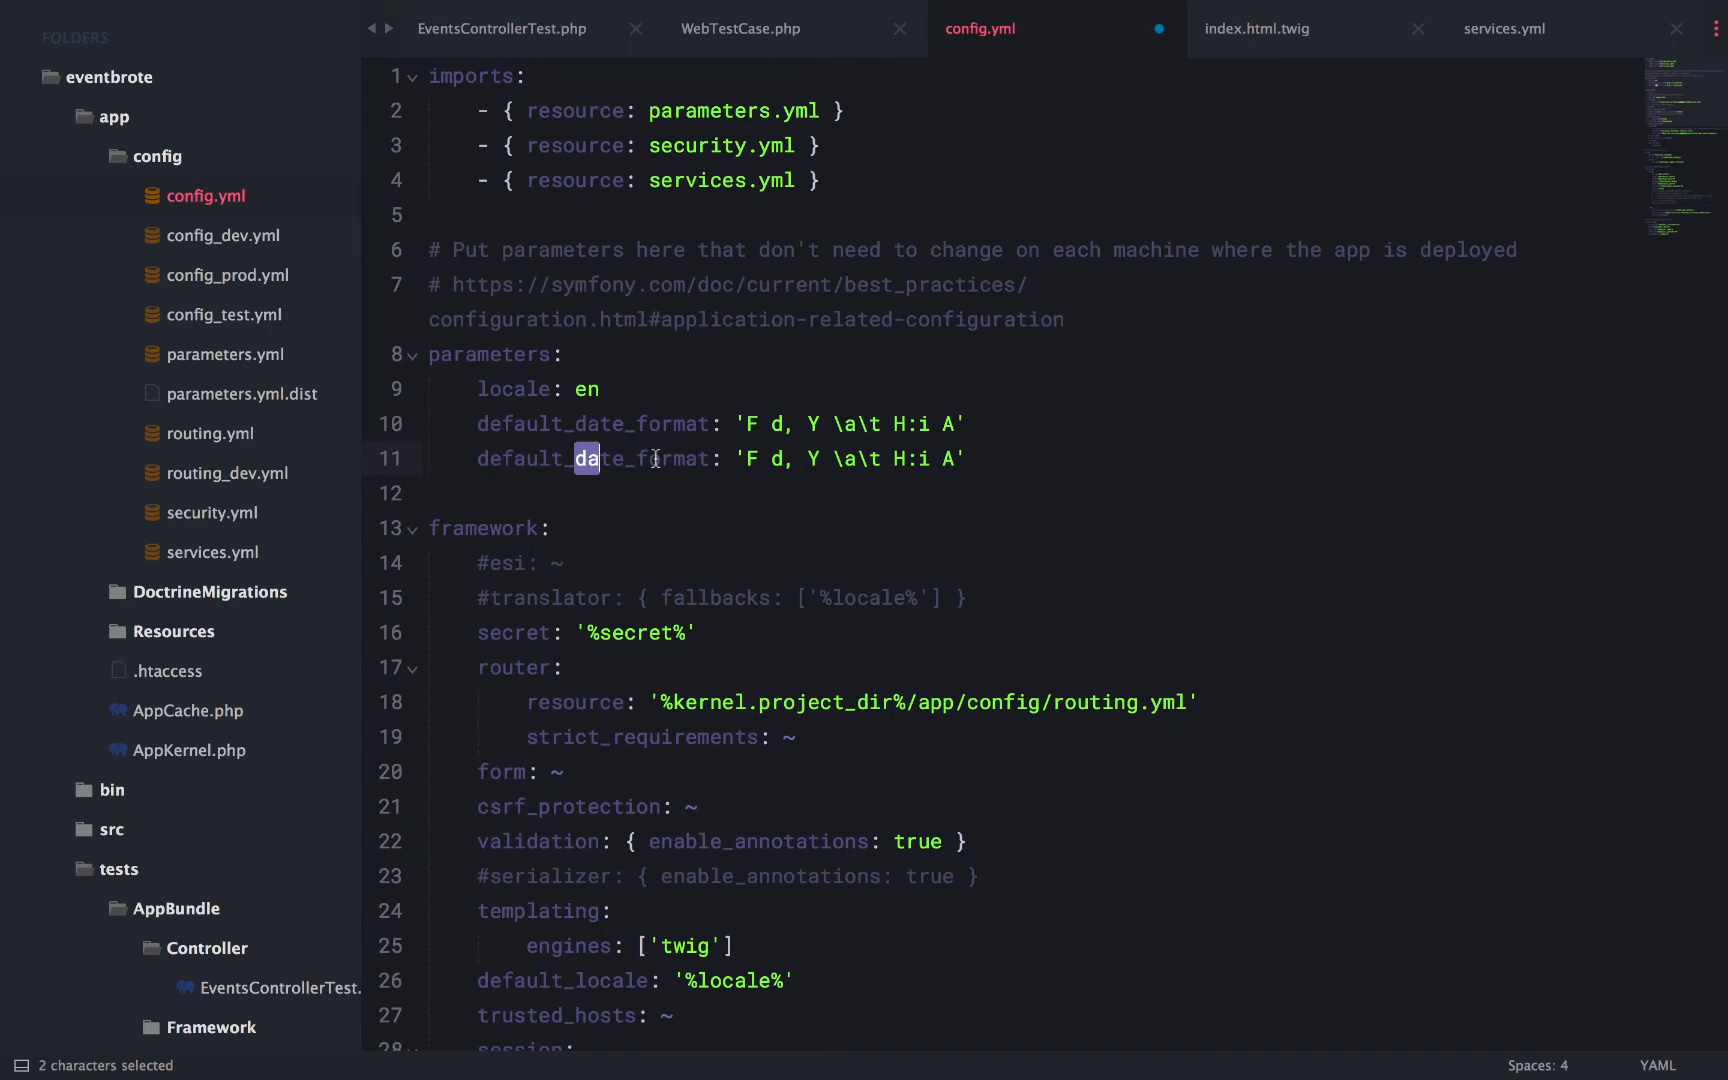 FOLDERS
eventbrote
app
config
config.yml
config_dev.yml
config_prod.yml
config_test.yml
parameters.yml
parameters.yml.dist
routing.yml
routing_dev.yml
security.yml
services.yml
DoctrineMigrations
Resources
.htaccess
AppCache.php
AppKernel.php
bin
src
tests
AppBundle
Controller
EventsControllerTest.
Framework
EventsControllerTest.php
WebTestCase.php
config.yml
index.html.twig
services.yml
1 imports:
2 - { resource: parameters.yml }
3 - { resource: security.yml }
4 - { resource: services.yml }
5
6 # Put parameters here that don't need to change on each machine where the app is deployed
7 # https://symfony.com/doc/current/best_practices/
configuration.html#application-related-configuration
8 parameters:
9 locale: en
10 default_date_format: 'F d, Y \a\t H:i A'
11 default_date_format: 'F d, Y \a\t H:i A'
12
13 framework:
14 #esi: ~
15 #translator: { fallbacks: ['%locale%'] }
16 secret: '%secret%'
17 router:
18 resource: '%kernel.project_dir%/app/config/routing.yml'
19 strict_requirements: ~
20 form: ~
21 csrf_protection: ~
22 validation: { enable_annotations: true }
23 #serializer: { enable_annotations: true }
24 templating:
25 engines: ['twig']
26 default_locale: '%locale%'
27 trusted_hosts: ~
28 session:
2 characters selected
Spaces: 4
YAML